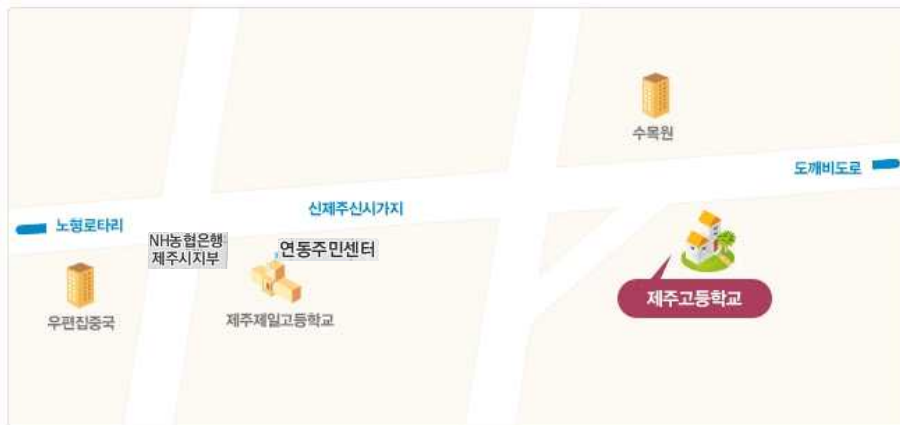 수목원
도깨비도로
신제주신시가지
노형로타리
NH농협은행
제주시지부
연동주민센터
제주고등학교
우편집중국
제주제일고등학교